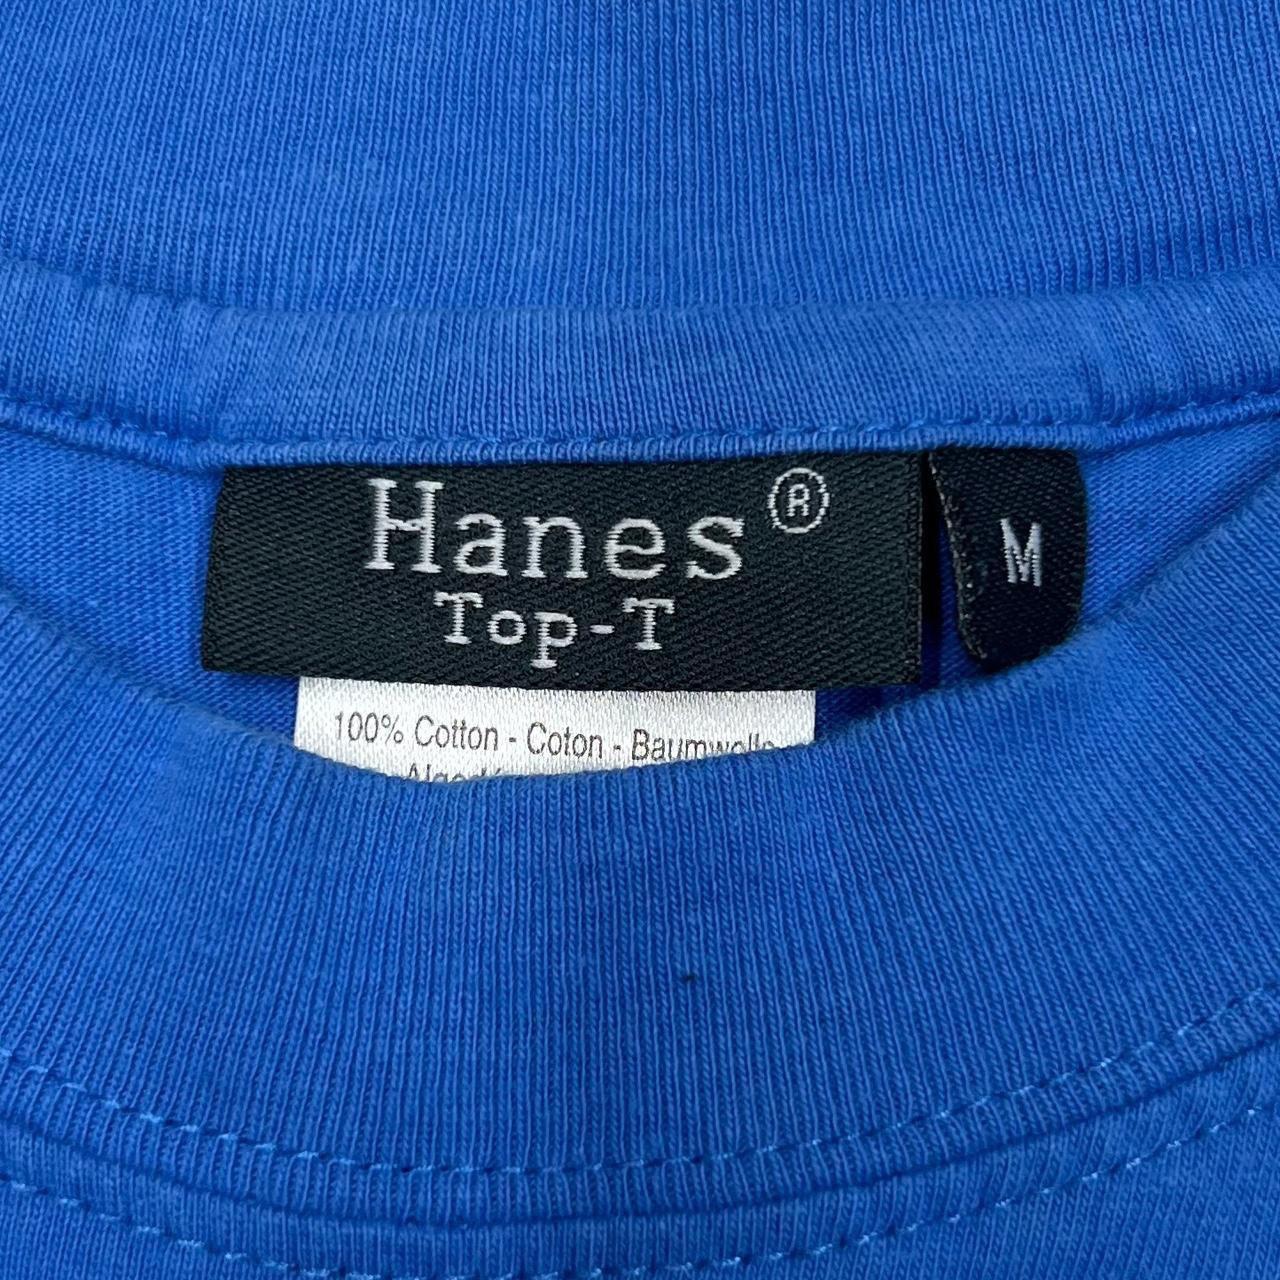 Hanes ®
Top-T
M
100% Cotton - Coton - Baumwolle